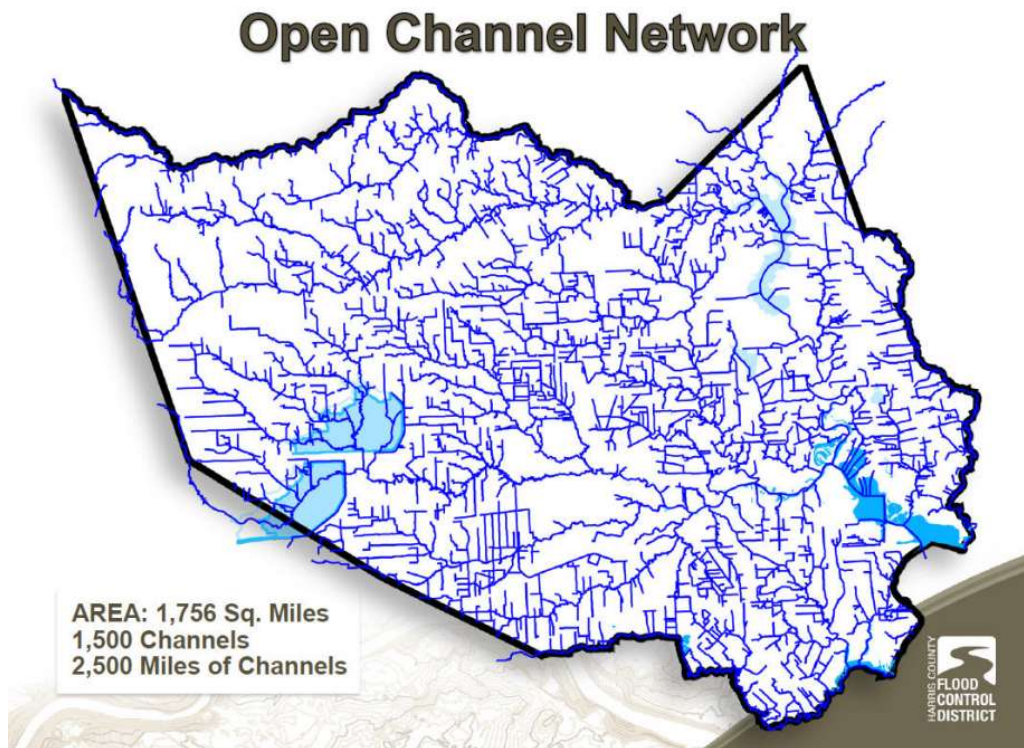 Open Channel Network
AREA: 1,756 Sq. Miles
1,500 Channels
2,500 Miles of Channels
HARRIS COUNTY
FLOOD
CONTROL
DISTRICT